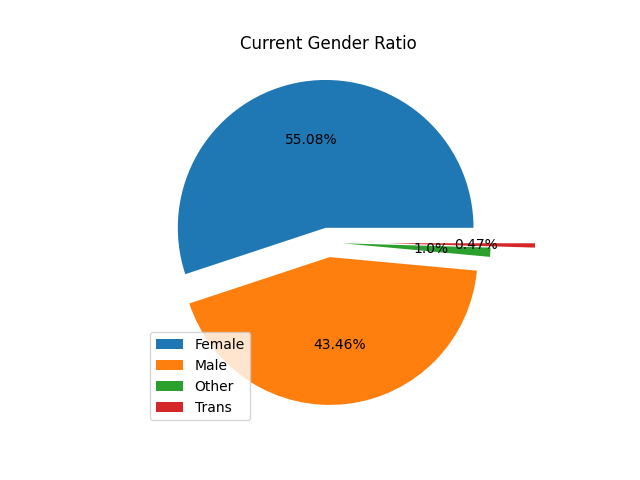 Current Gender Ratio
55.08%
0.47%
1.0%
43.46%
Female
Male
Other
Trans